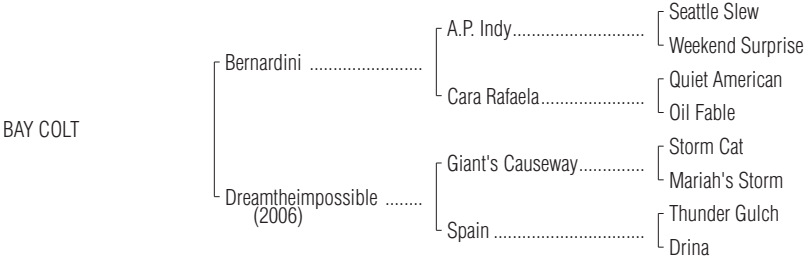 Seattle Slew
A.P. Indy...........................
Weekend Surprise
Bernardini .......................
Quiet American
Cara Rafaela.....................
Oil Fable
BAY COLT
Storm Cat
Giant's Causeway.............
Mariah's Storm
Dreamtheimpossible ........
(2006)
Thunder Gulch
Spain ...............................
Drina